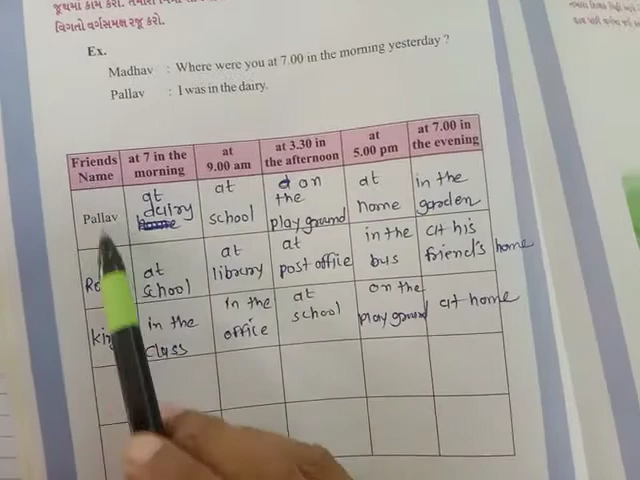 જૂથમાં કામ કરો.
વિગતો વર્ગસમક્ષ રજૂ કરો.
Ex.
Madhav : Where were you at 7.00 in the morning yesterday ?
Pallav : I was in the dairy.
Friends Name | at 7 in the morning | at 9.00 am | at 3.30 in the afternoon | at 5.00 pm | at 7.00 in the evening
Pallav | at dairy | at school | on the play ground | at home | in the garden
at school | at library | at post office | in the bus | at his friend's home
in the class | in the office | at school | on the play ground | at home